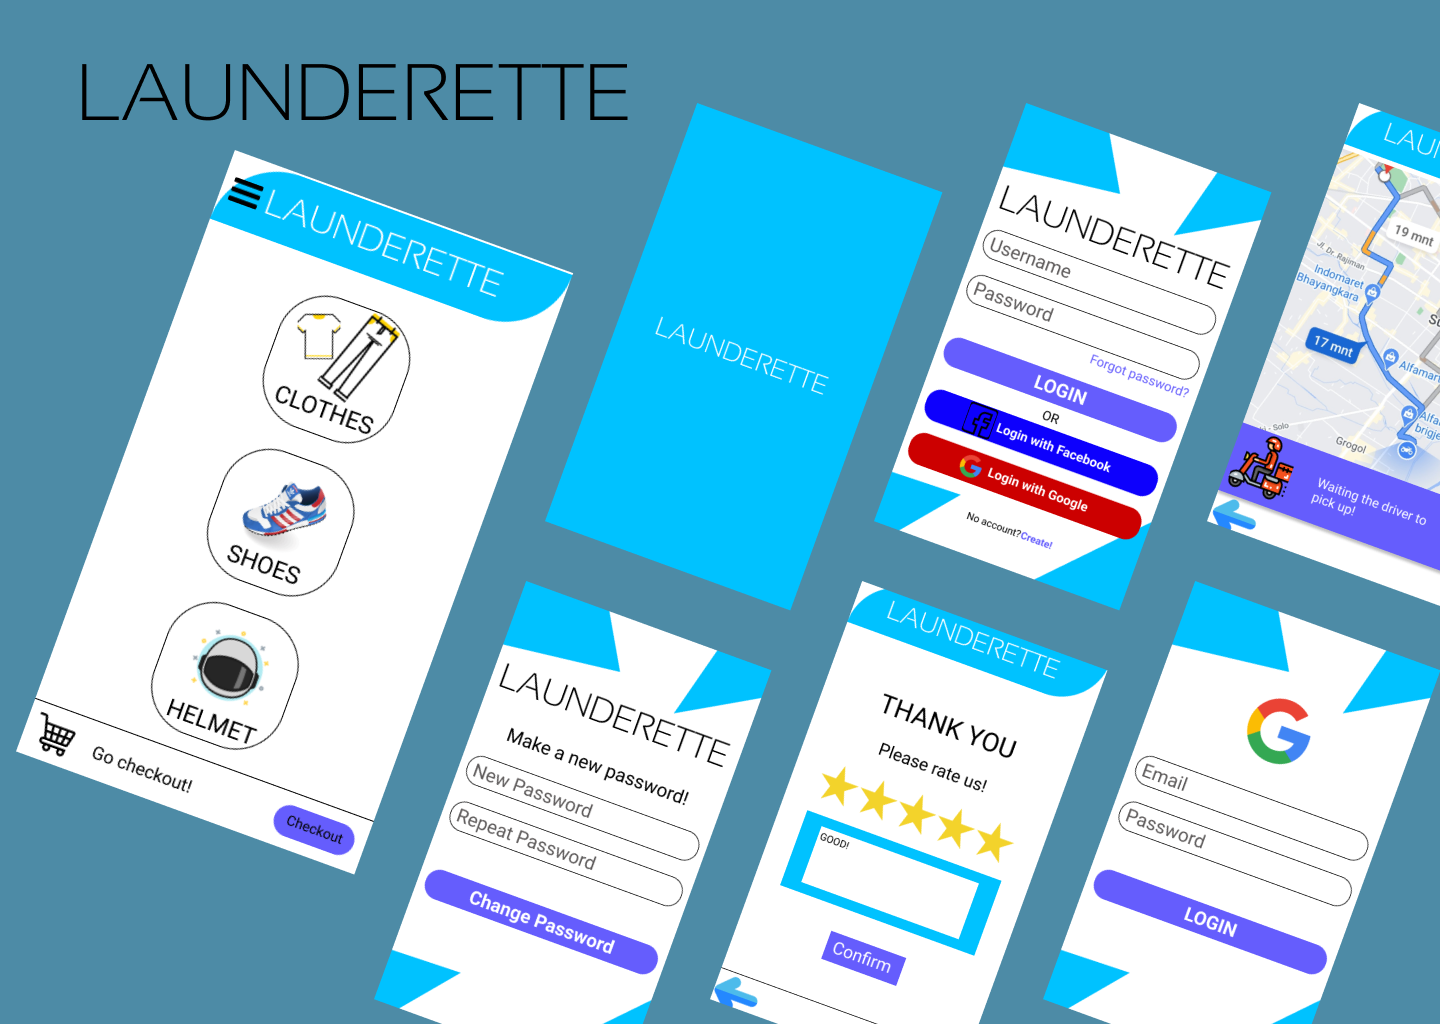 LAUNDERETTE
LAUNDERETTE
CLOTHES
SHOES
HELMET
Go checkout!
Checkout
LAUNDERETTE
LAUNDERETTE
Username
Password
Forgot password?
LOGIN
OR
Login with Facebook
Login with Google
No account?Create!
LAUN
19 mnt
Jl. Dr. Rajiman
Indomaret
Bhayangkara
17 mnt
Alfamar
Alfa
brigje
- Solo
Grogol
Waiting the driver to
pick up!
LAUNDERETTE
Make a new password!
New Password
Repeat Password
Change Password
LAUNDERETTE
THANK YOU
Please rate us!
GOOD!
Confirm
Email
Password
LOGIN